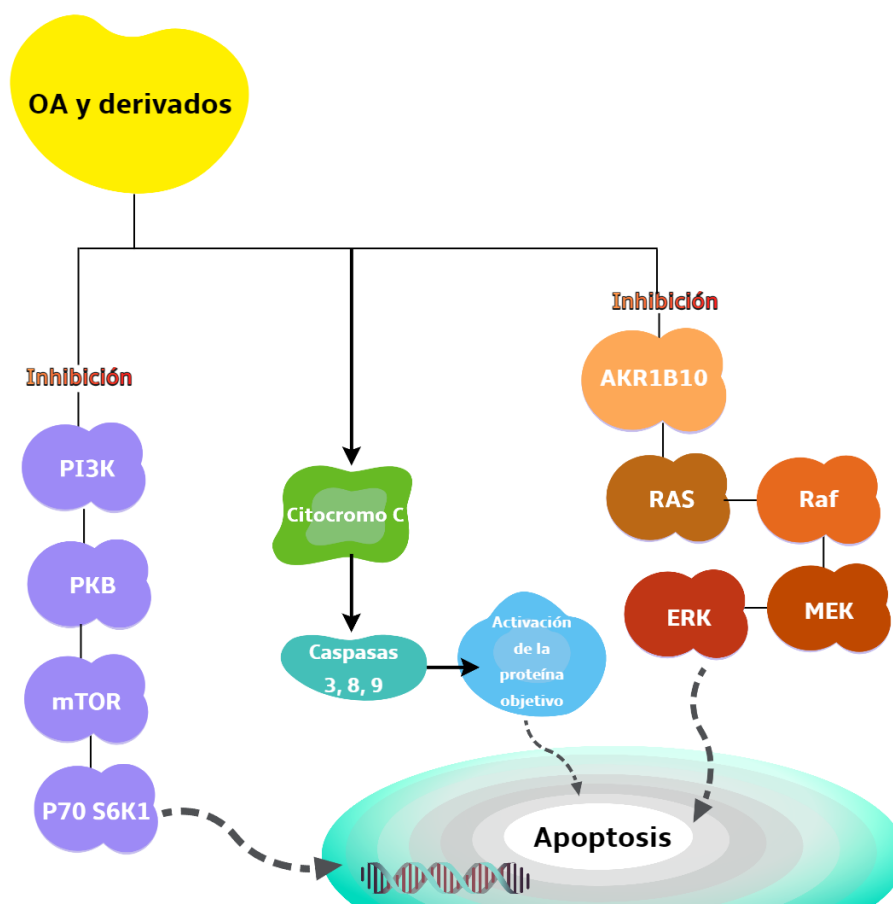 OA y derivados
Inhibición
PI3K
PKB
mTOR
P70 S6K1
Citocromo C
Caspasas
3, 8, 9
Activación
de la
proteína
objetivo
Inhibición
AKR1B10
RAS
Raf
MEK
ERK
Apoptosis